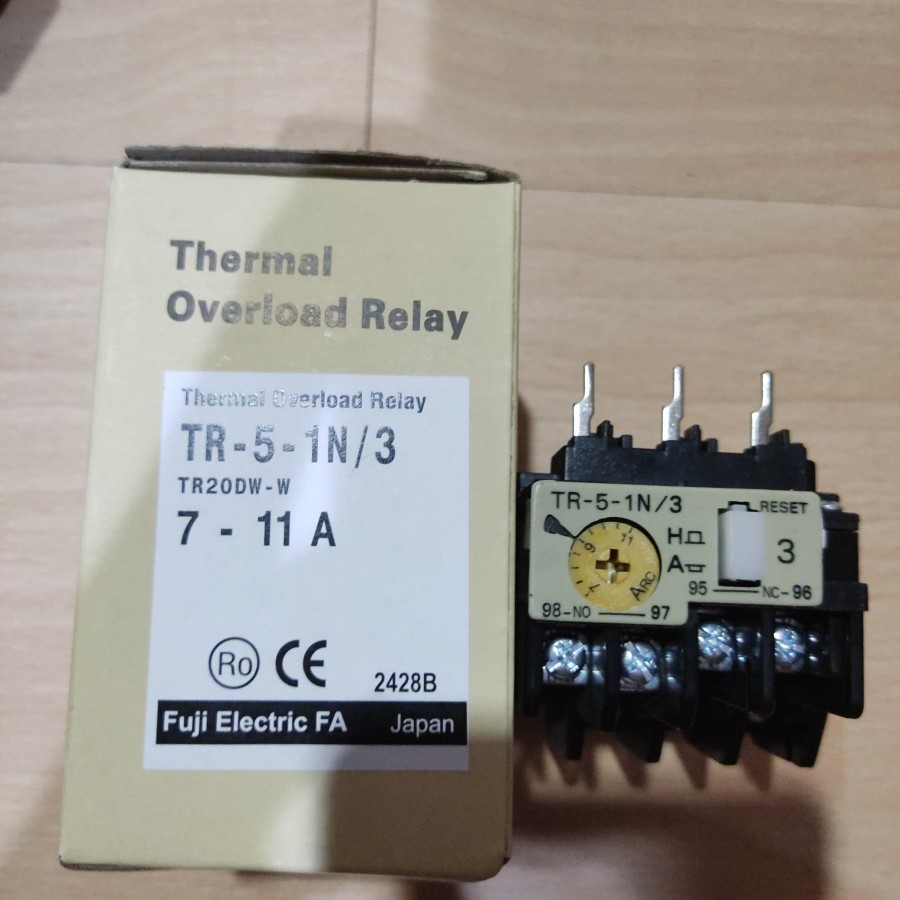 Thermal
Overload Relay
Thermal Overload Relay
TR-5-1N/3
TR20DW-W
7 - 11 A
Ro CE
2428B
Fuji Electric FA Japan
TR-5-1N/3
RESET
H
A
3
7 9 11
ARC
95 NC-96
98-NO 97